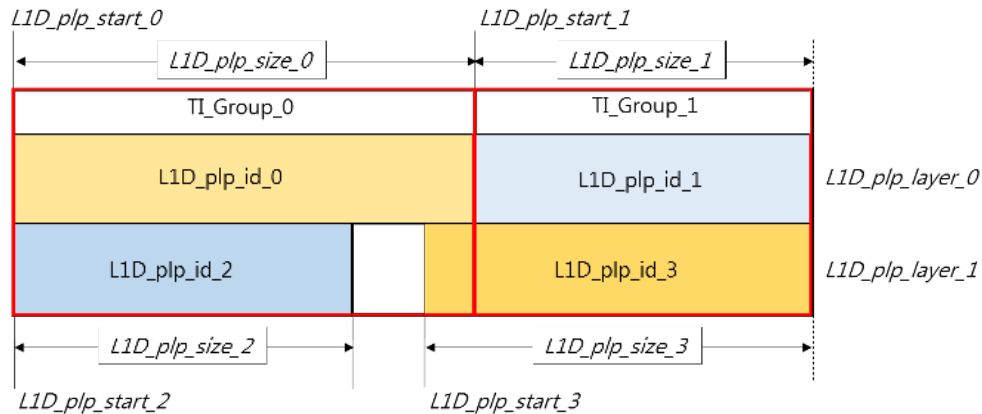 L1D_plp_start_0
L1D_plp_start_1
L1D_plp_size_0
L1D_plp_size_1
TI_Group_0
TI_Group_1
L1D_plp_id_0
L1D_plp_id_1
L1D_plp_layer_0
L1D_plp_id_2
L1D_plp_id_3
L1D_plp_layer_1
L1D_plp_size_2
L1D_plp_size_3
L1D_plp_start_2
L1D_plp_start_3